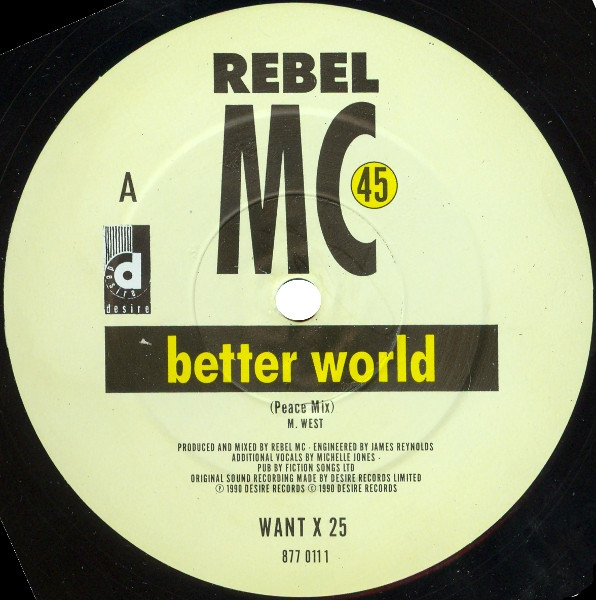 REBEL
MC
45
A
d
desire
desire
better world
(Peace Mix)
M. WEST
PRODUCED AND MIXED BY REBEL MC · ENGINEERED BY JAMES REYNOLDS
ADDITIONAL VOCALS BY MICHELLE JONES ·
PUB BY FICTION SONGS LTD
ORIGINAL SOUND RECORDING MADE BY DESIRE RECORDS LIMITED
℗ 1990 DESIRE RECORDS © 1990 DESIRE RECORDS
WANT X 25
877 011 1